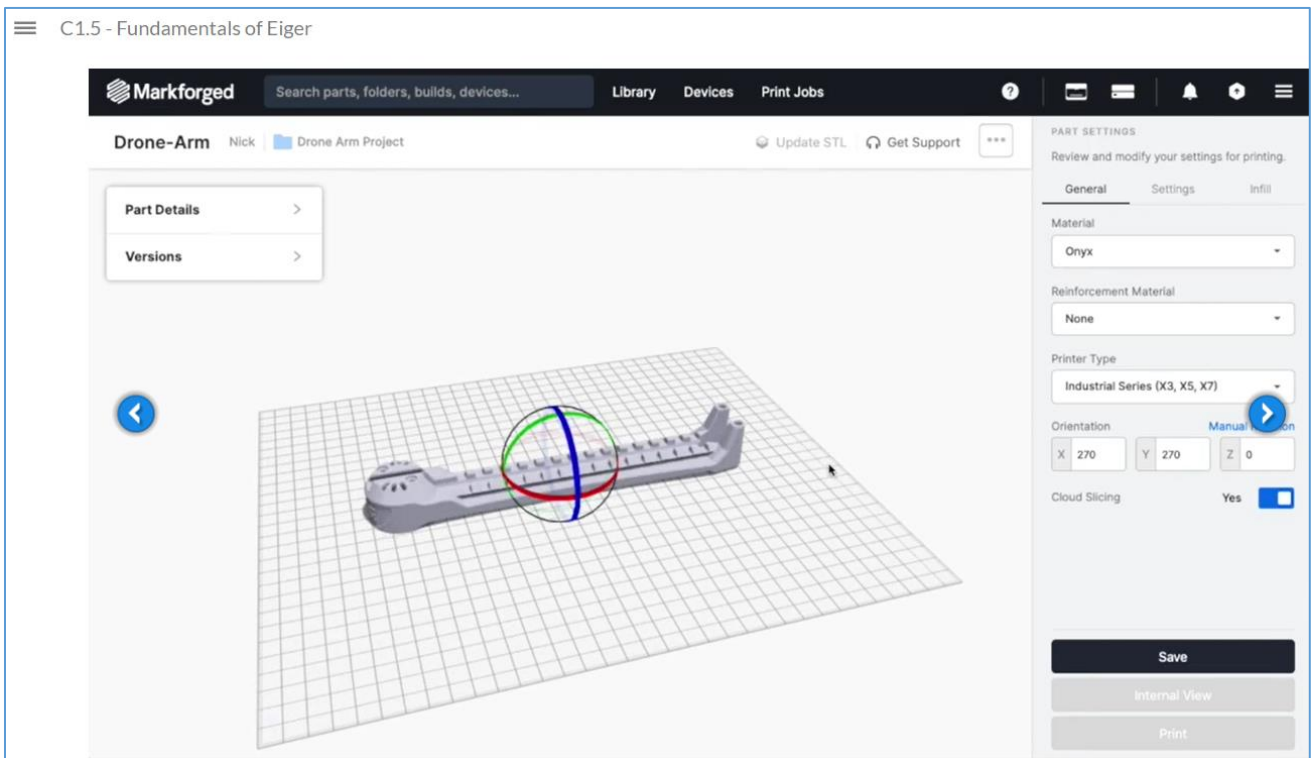 C1.5 - Fundamentals of Eiger
Markforged Search parts, folders, builds, devices... Library Devices Print Jobs
Drone-Arm Nick Drone Arm Project Update STL Get Support
Part Details
Versions
PART SETTINGS
Review and modify your settings for printing.
General Settings Infill
Material
Onyx
Reinforcement Material
None
Printer Type
Industrial Series (X3, X5, X7)
Orientation Manual
X 270 Y 270 Z 0
Cloud Slicing Yes
Save
Internal View
Print